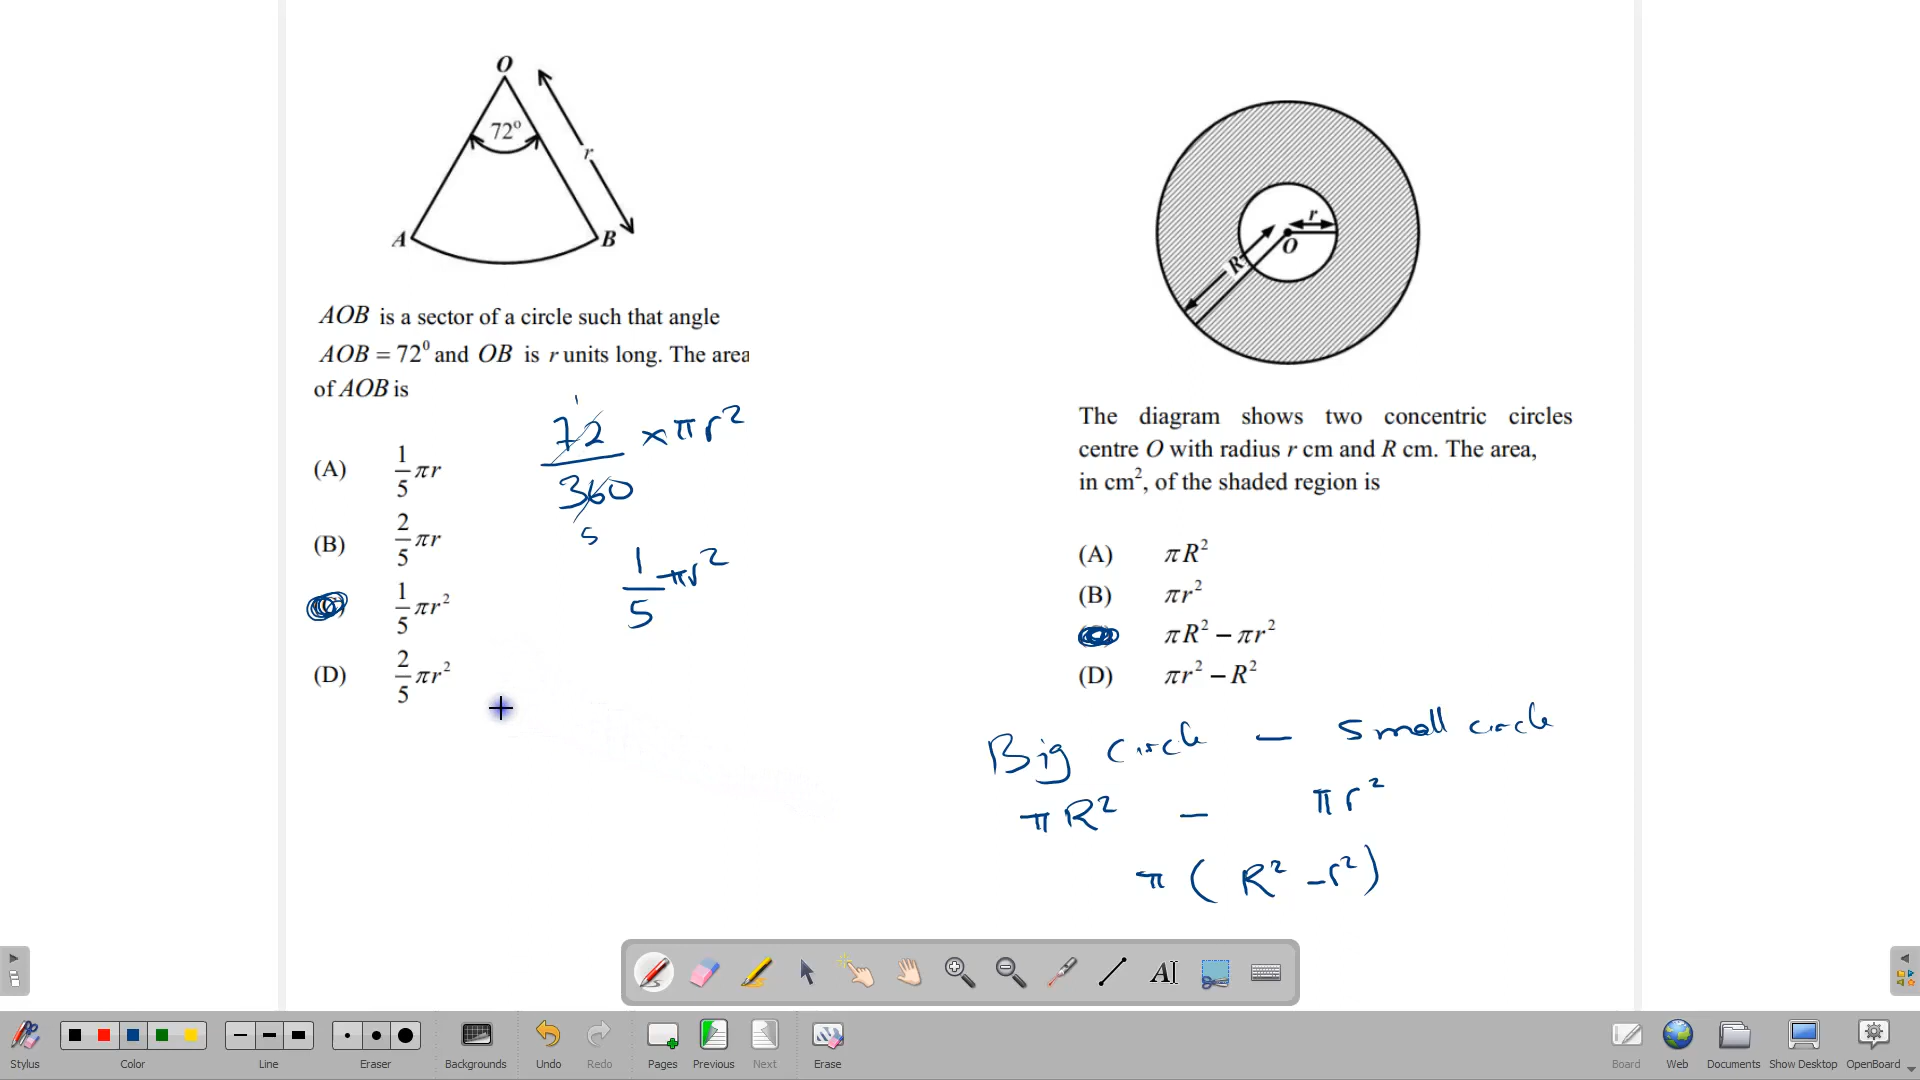 O
72⁰
r
A
B
AOB is a sector of a circle such that angle
AOB = 72⁰ and OB is r units long. The area
of AOB is
(A) 1/5 πr
(B) 2/5 πr
1/5 πr²
(D) 2/5 πr²
1
72 × πr²
360
5
1/5 πr²
r
O
R
The diagram shows two concentric circles
centre O with radius r cm and R cm. The area,
in cm², of the shaded region is
(A) πR²
(B) πr²
πR² – πr²
(D) πr² – R²
Big circle – small circle
πR² – πr²
π ( R² – r² )
AI
Stylus
Color
Line
Eraser
Backgrounds
Undo
Redo
Pages
Previous
Next
Erase
Board
Web
Documents
Show Desktop
OpenBoard